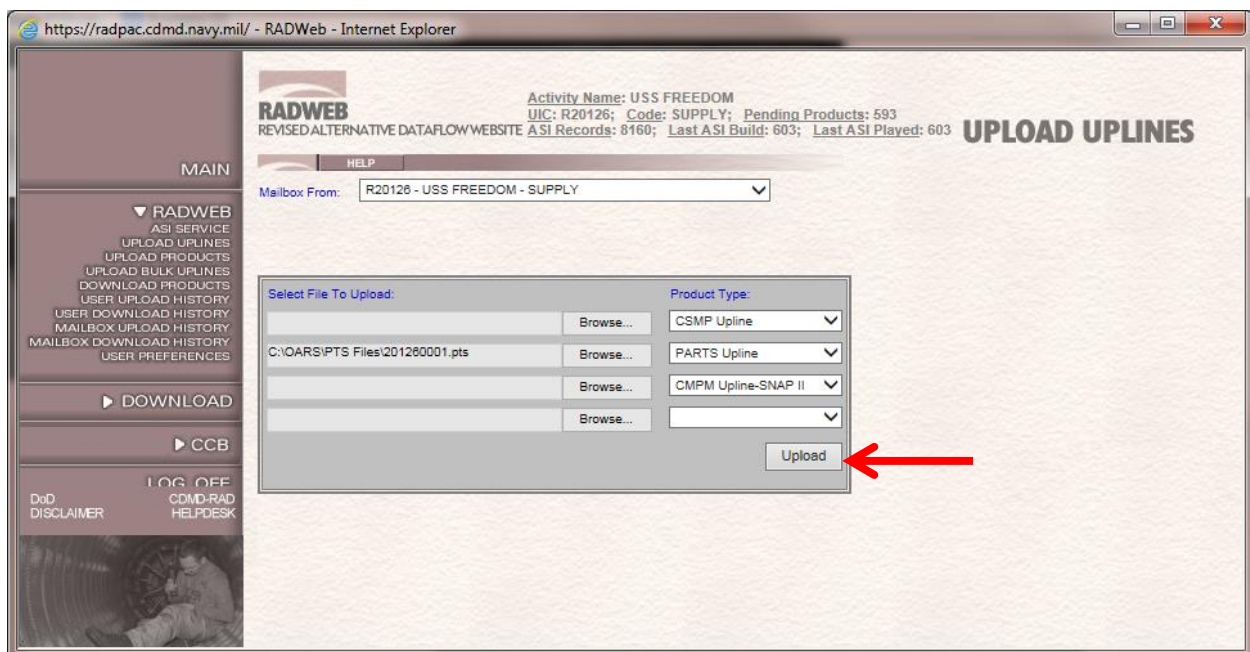 https://radpac.cdmd.navy.mil/ - RADWeb - Internet Explorer
MAIN
RADWEB
ASI SERVICE
UPLOAD UPLINES
UPLOAD PRODUCTS
UPLOAD BULK UPLINES
DOWNLOAD PRODUCTS
USER UPLOAD HISTORY
USER DOWNLOAD HISTORY
MAILBOX UPLOAD HISTORY
MAILBOX DOWNLOAD HISTORY
USER PREFERENCES
DOWNLOAD
CCB
LOG OFF
DoD CDMD-RAD
DISCLAIMER HELPDESK
RADWEB
REVISED ALTERNATIVE DATAFLOW WEBSITE
Activity Name: USS FREEDOM
UIC: R20126; Code: SUPPLY; Pending Products: 593
ASI Records: 8160; Last ASI Build: 603; Last ASI Played: 603
UPLOAD UPLINES
HELP
Mailbox From: R20126 - USS FREEDOM - SUPPLY
Select File To Upload: Product Type:
Browse... CSMP Upline
C:\OARS\PTS Files\201260001.pts Browse... PARTS Upline
Browse... CMPM Upline-SNAP II
Browse...
Upload